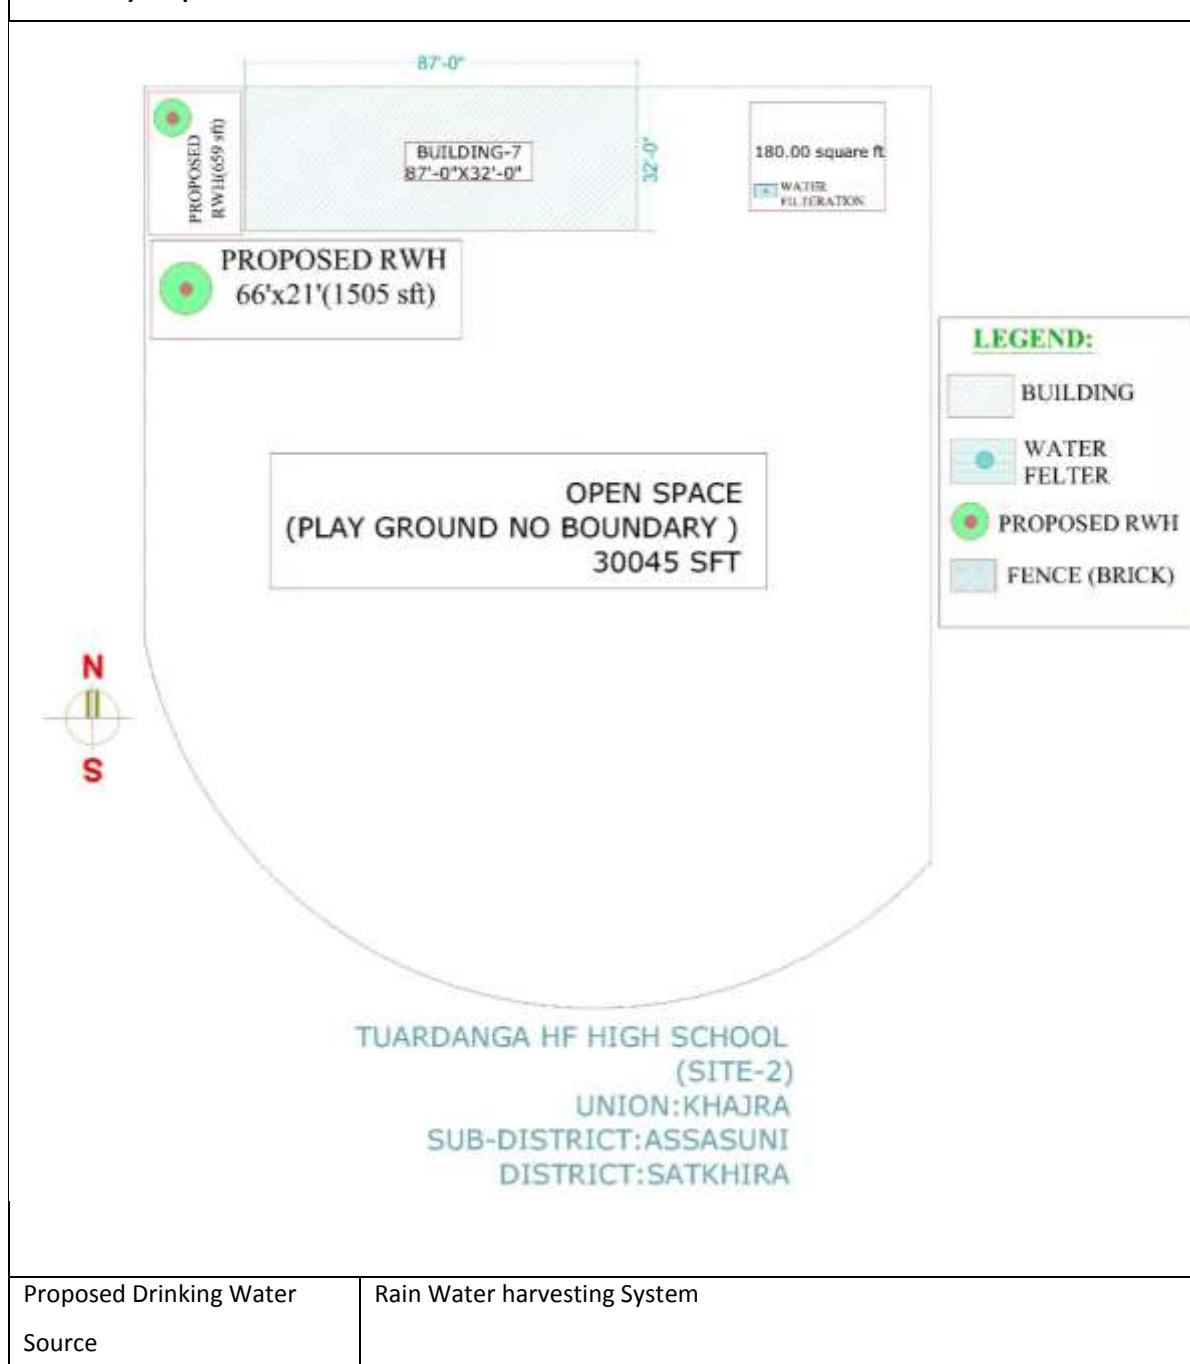 87'-0"
PROPOSED
RWH(659 sft)
BUILDING-7
87'-0"X32'-0"
32'-0"
180.00 square ft
WATER
FILTERATION
PROPOSED RWH
66'x21'(1505 sft)
LEGEND:
BUILDING
WATER
FELTER
PROPOSED RWH
FENCE (BRICK)
OPEN SPACE
(PLAY GROUND NO BOUNDARY )
30045 SFT
N
S
TUARDANGA HF HIGH SCHOOL
(SITE-2)
UNION:KHAJRA
SUB-DISTRICT:ASSASUNI
DISTRICT:SATKHIRA
Proposed Drinking Water
Source
Rain Water harvesting System